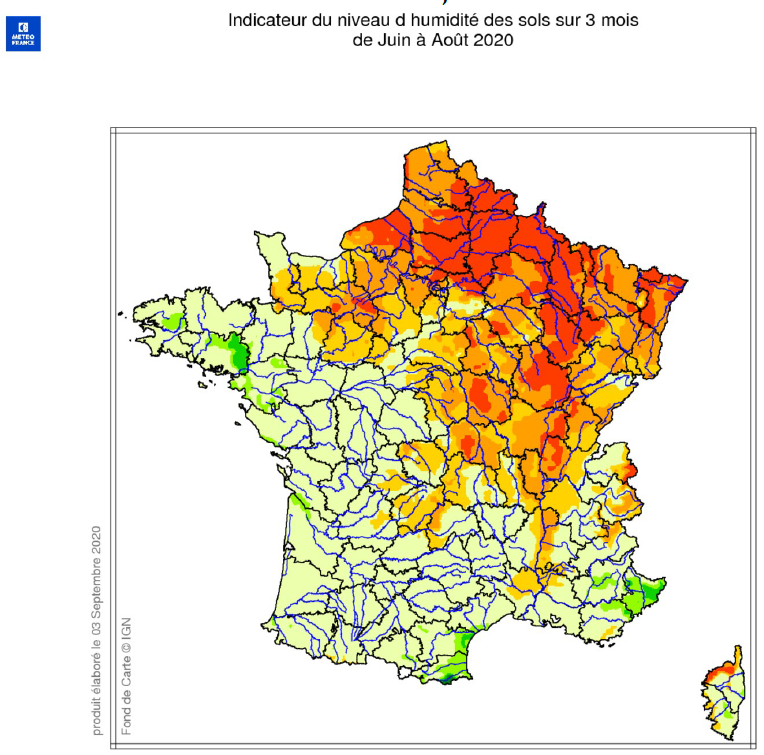 METEO
FRANCE
Indicateur du niveau d humidité des sols sur 3 mois
de Juin à Août 2020
produit élaboré le 03 Septembre 2020
Fond de Carte © IGN